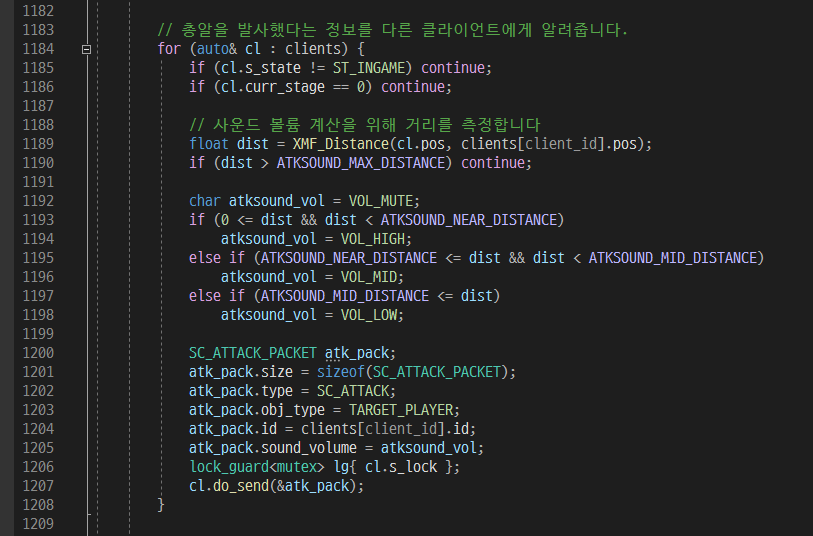 1182
1183 // 총알을 발사했다는 정보를 다른 클라이언트에게 알려줍니다.
1184 for (auto& cl : clients) {
1185 if (cl.s_state != ST_INGAME) continue;
1186 if (cl.curr_stage == 0) continue;
1187
1188 // 사운드 볼륨 계산을 위해 거리를 측정합니다
1189 float dist = XMF_Distance(cl.pos, clients[client_id].pos);
1190 if (dist > ATKSOUND_MAX_DISTANCE) continue;
1191
1192 char atksound_vol = VOL_MUTE;
1193 if (0 <= dist && dist < ATKSOUND_NEAR_DISTANCE)
1194 atksound_vol = VOL_HIGH;
1195 else if (ATKSOUND_NEAR_DISTANCE <= dist && dist < ATKSOUND_MID_DISTANCE)
1196 atksound_vol = VOL_MID;
1197 else if (ATKSOUND_MID_DISTANCE <= dist)
1198 atksound_vol = VOL_LOW;
1199
1200 SC_ATTACK_PACKET atk_pack;
1201 atk_pack.size = sizeof(SC_ATTACK_PACKET);
1202 atk_pack.type = SC_ATTACK;
1203 atk_pack.obj_type = TARGET_PLAYER;
1204 atk_pack.id = clients[client_id].id;
1205 atk_pack.sound_volume = atksound_vol;
1206 lock_guard<mutex> lg{ cl.s_lock };
1207 cl.do_send(&atk_pack);
1208 }
1209